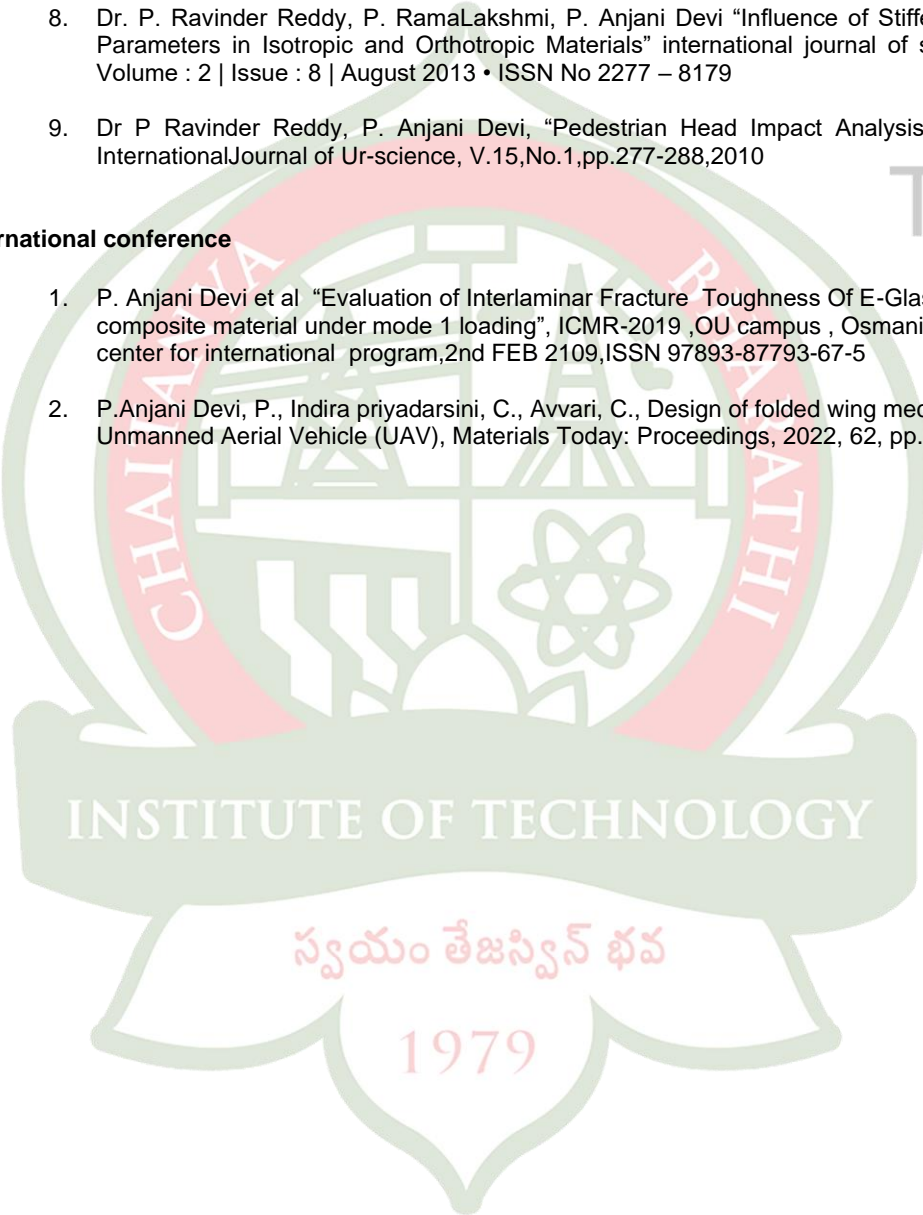 8. Dr. P. Ravinder Reddy, P. RamaLakshmi, P. Anjani Devi “Influence of Stiffe
Parameters in Isotropic and Orthotropic Materials” international journal of s
Volume : 2 | Issue : 8 | August 2013 • ISSN No 2277 – 8179
9. Dr P Ravinder Reddy, P. Anjani Devi, “Pedestrian Head Impact Analysis
InternationalJournal of Ur-science, V.15,No.1,pp.277-288,2010
T
rnational conference
1. P. Anjani Devi et al “Evaluation of Interlaminar Fracture Toughness Of E-Gla
composite material under mode 1 loading”, ICMR-2019 ,OU campus , Osmani
center for international program,2nd FEB 2109,ISSN 97893-87793-67-5
2. P.Anjani Devi, P., Indira priyadarsini, C., Avvari, C., Design of folded wing mec
Unmanned Aerial Vehicle (UAV), Materials Today: Proceedings, 2022, 62, pp.
CHAITANYA BHARATHI
INSTITUTE OF TECHNOLOGY
స్వయం తేజస్విన్ భవ
1979